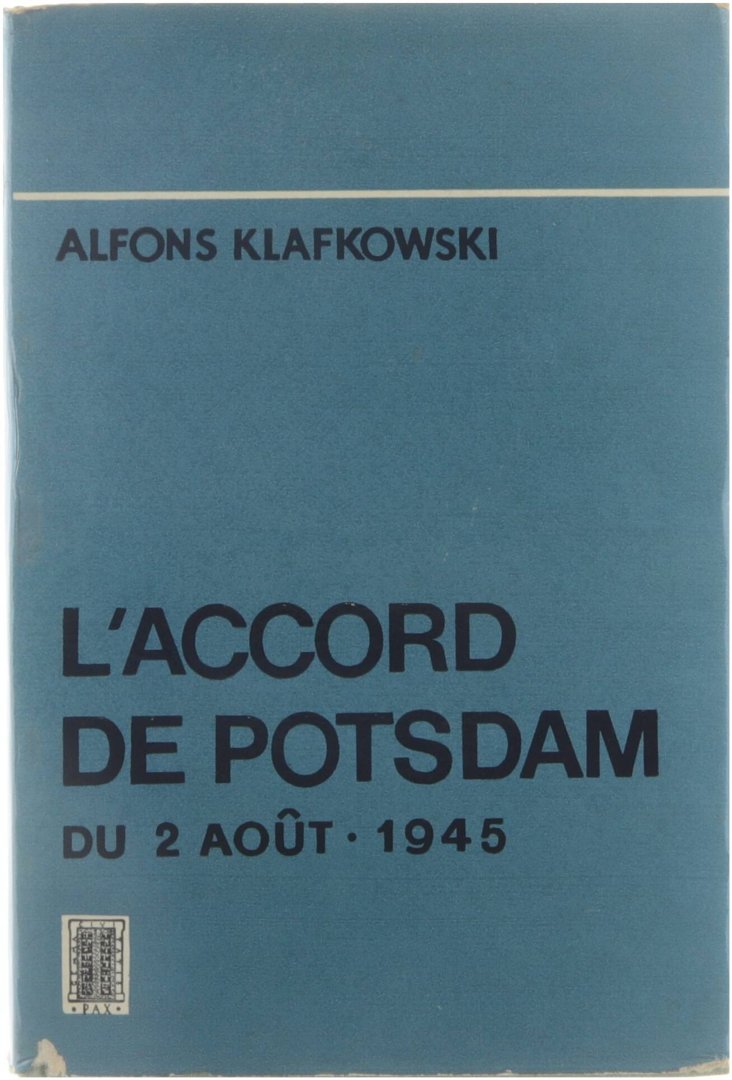 ALFONS KLAFKOWSKI
L'ACCORD
DE POTSDAM
DU 2 AOÛT · 1945
· PAX ·